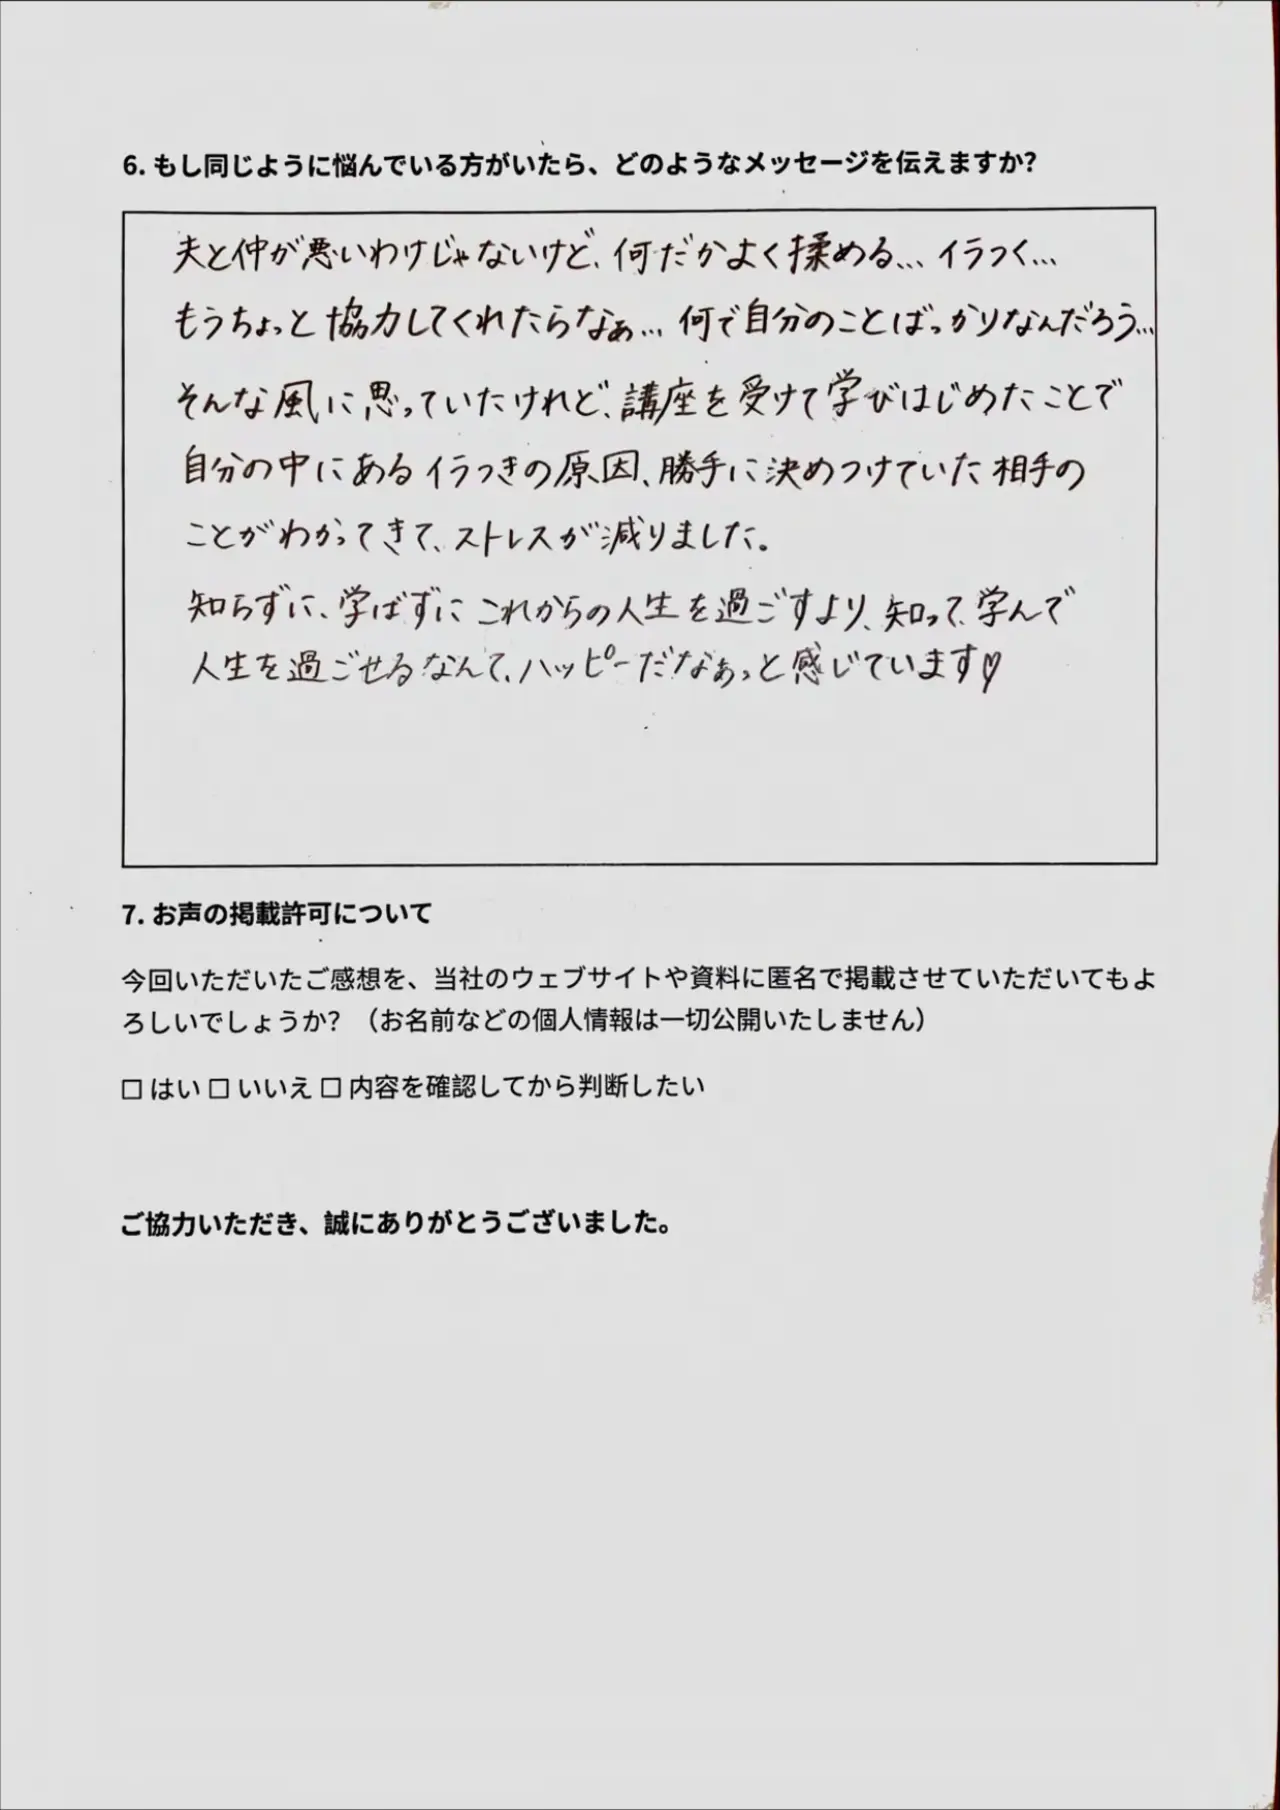 6. もし同じように悩んでいる方がいたら、どのようなメッセージを伝えますか?
夫と仲が悪いわけじゃないけど、何だかよく揉める… イラつく…
もうちょっと協力してくれたらなぁ… 何で自分のことばっかりなんだろう…
そんな風に思っていたけれど、講座を受けて学びはじめたことで
自分の中にあるイラつきの原因、勝手に決めつけていた相手の
ことがわかってきて、ストレスが減りました。
知らずに、学ばずにこれからの人生を過ごすより、知って、学んで
人生を過ごせるなんて、ハッピーだなぁっと感じています♡
7. お声の掲載許可について
今回いただいたご感想を、当社のウェブサイトや資料に匿名で掲載させていただいてもよ
ろしいでしょうか? （お名前などの個人情報は一切公開いたしません）
☐ はい ☐ いいえ ☐ 内容を確認してから判断したい
ご協力いただき、誠にありがとうございました。